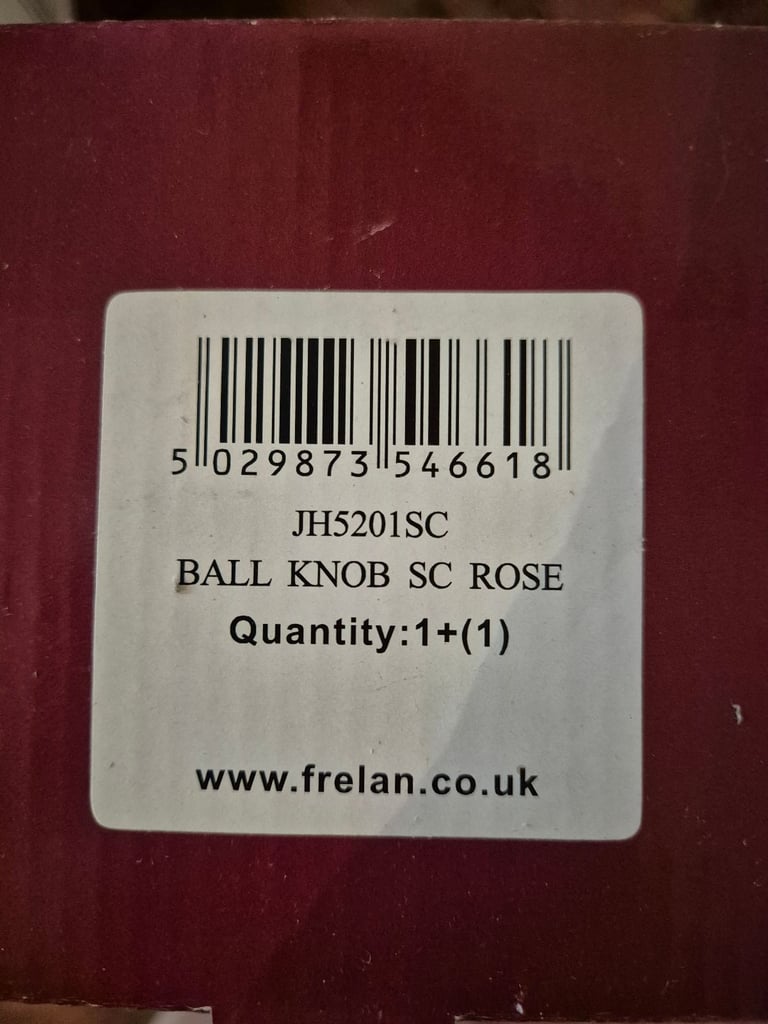 5 029873 546618
JH5201SC
BALL KNOB SC ROSE
Quantity:1+(1)
www.frelan.co.uk